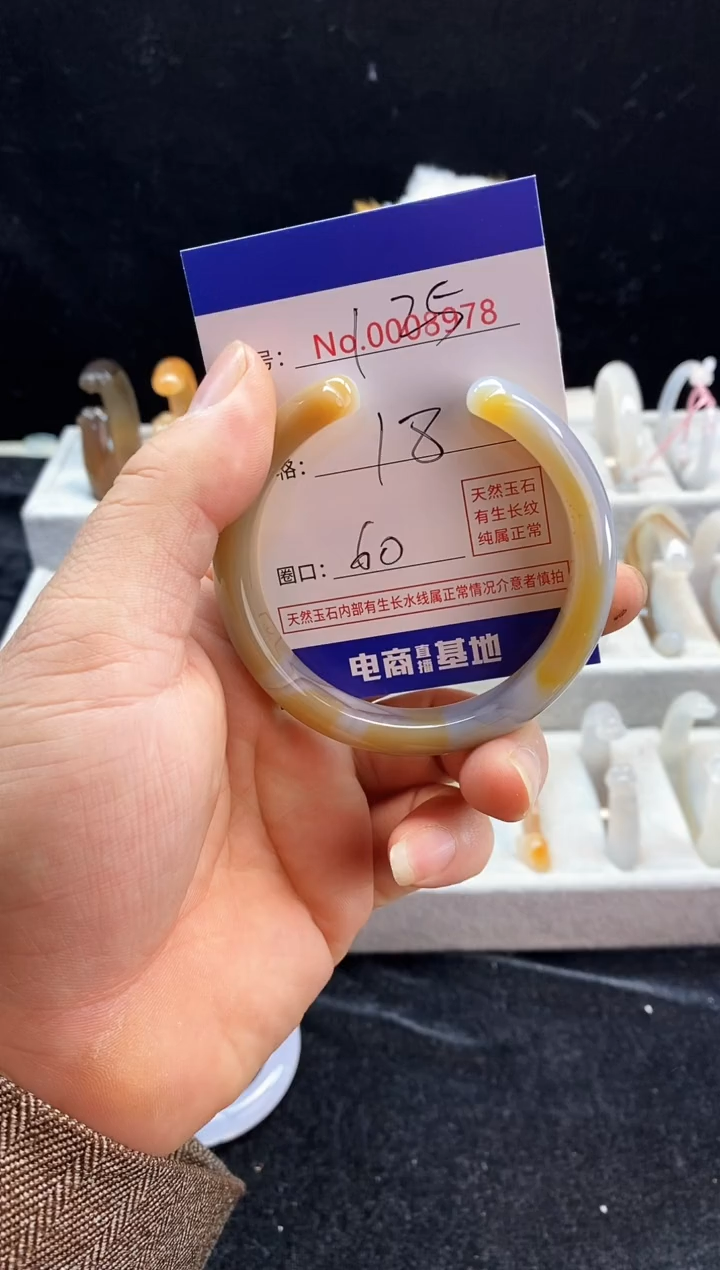 号: No.0008978
125
格: 18
天然玉石
有生长纹
纯属正常
圈口: 60
天然玉石内部有生长水线属正常情况介意者慎拍
电商直播基地